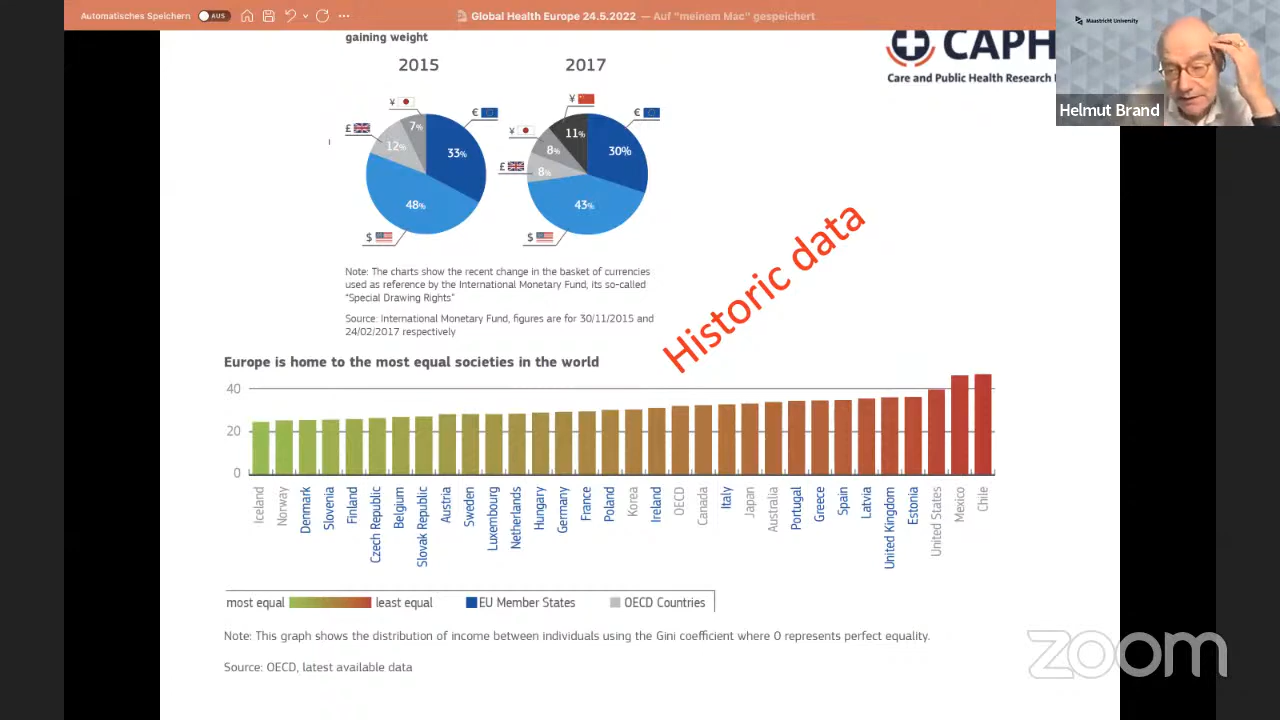 Automatisches Speichern AUS
Global Health Europe 24.5.2022 — Auf "meinem Mac" gespeichert
gaining weight
CAPH
Care and Public Health Research
Maastricht University
Helmut Brand
2015
2017
¥
7%
€
£
12%
33%
48%
$
¥
11%
€
¥
8%
30%
£
8%
43%
$
Note: The charts show the recent change in the basket of currencies
used as reference by the International Monetary Fund, its so-called
“Special Drawing Rights”
Source: International Monetary Fund, figures are for 30/11/2015 and
24/02/2017 respectively
Historic data
Europe is home to the most equal societies in the world
40
20
0
Iceland
Norway
Denmark
Slovenia
Finland
Czech Republic
Belgium
Slovak Republic
Austria
Sweden
Luxembourg
Netherlands
Hungary
Germany
France
Poland
Korea
Ireland
OECD
Canada
Italy
Japan
Australia
Portugal
Greece
Spain
Latvia
United Kingdom
Estonia
United States
Mexico
Chile
most equal least equal EU Member States OECD Countries
Note: This graph shows the distribution of income between individuals using the Gini coefficient where 0 represents perfect equality.
Source: OECD, latest available data
zoom